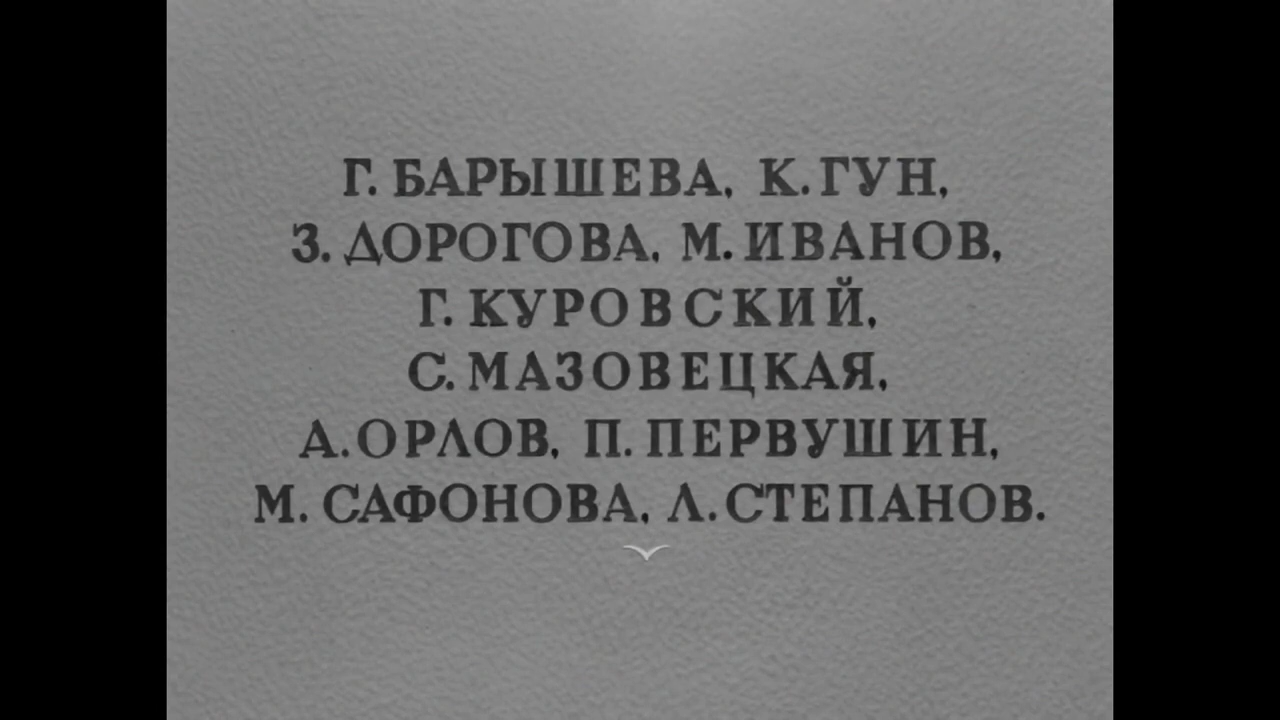 Г. БАРЫШЕВА, К. ГУН,
З. ДОРОГОВА, М. ИВАНОВ,
Г. КУРОВСКИЙ,
С. МАЗОВЕЦКАЯ,
А. ОРЛОВ, П. ПЕРВУШИН,
М. САФОНОВА, Л. СТЕПАНОВ.